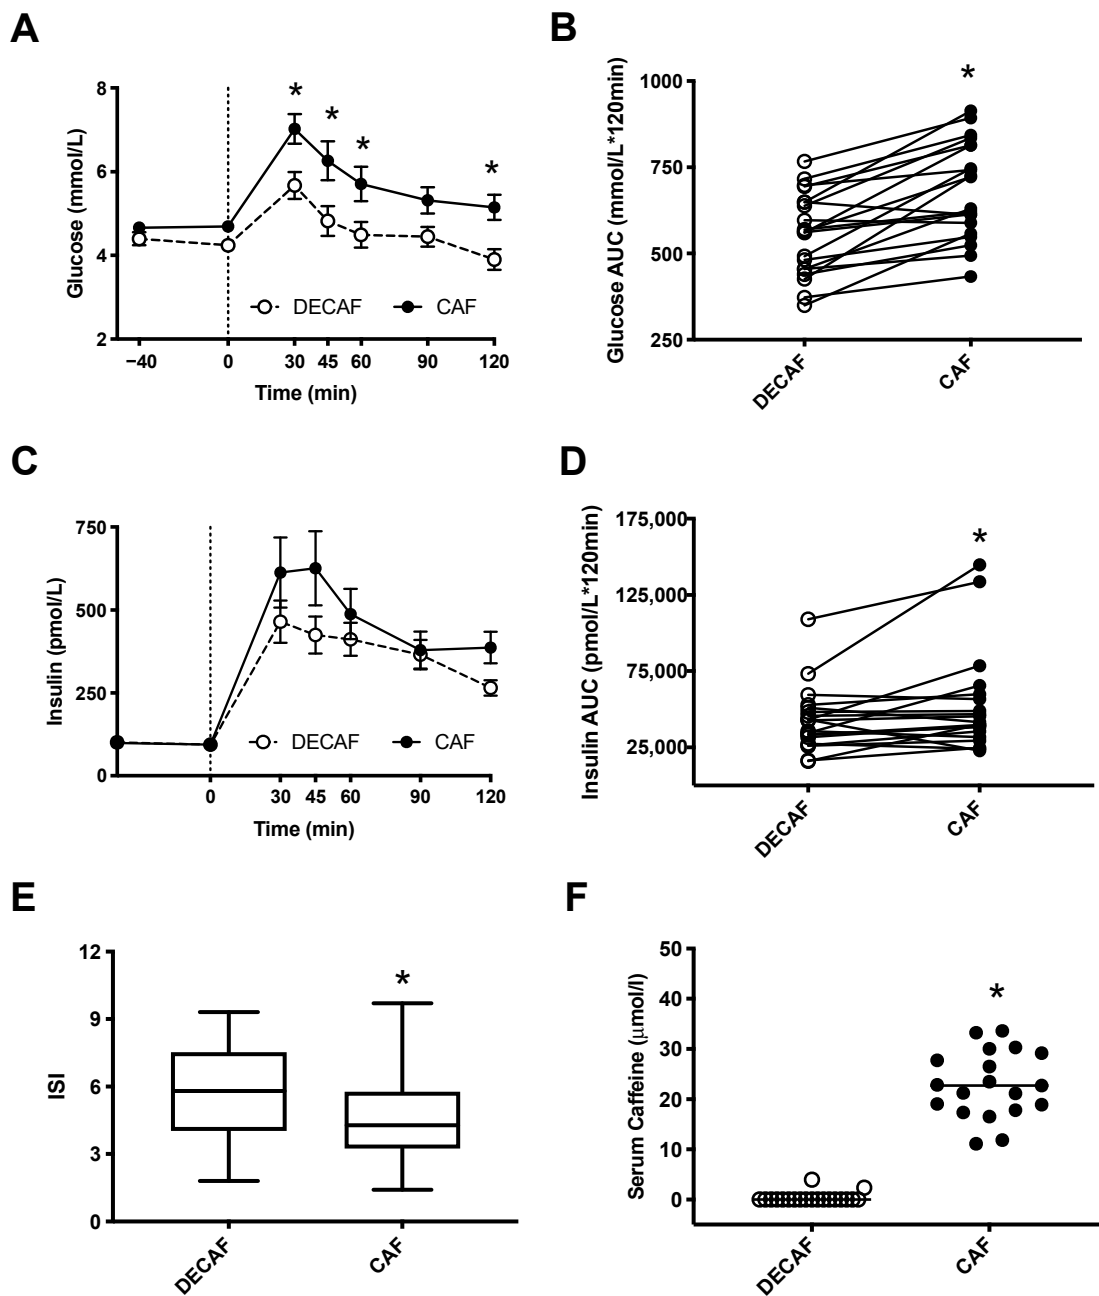 A
Glucose (mmol/L)
8
6
4
2
* * * *
DECAF CAF
−40 0 30 45 60 90 120
Time (min)
B
Glucose AUC (mmol/L*120min)
1000
750
500
250
*
DECAF CAF
C
Insulin (pmol/L)
750
500
250
0
DECAF CAF
0 30 45 60 90 120
Time (min)
D
Insulin AUC (pmol/L*120min)
175,000
125,000
75,000
25,000
*
DECAF CAF
E
ISI
12
9
6
3
0
*
DECAF CAF
F
Serum Caffeine (μmol/l)
50
40
30
20
10
0
*
DECAF CAF